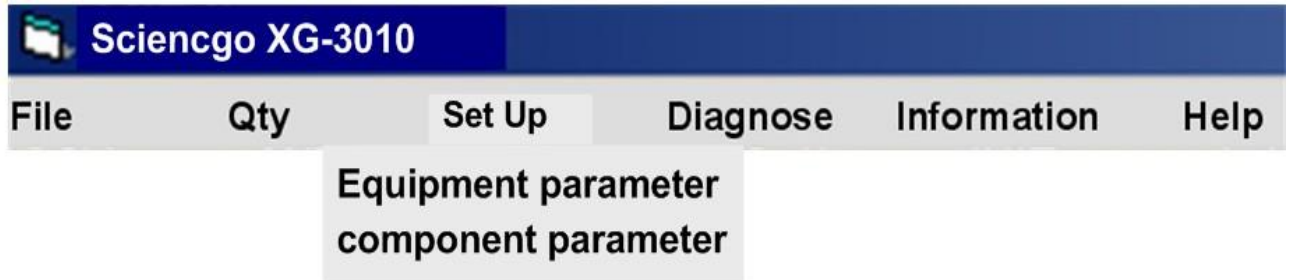 Sciencgo XG-3010
File Qty Set Up Diagnose Information Help
Equipment parameter
component parameter